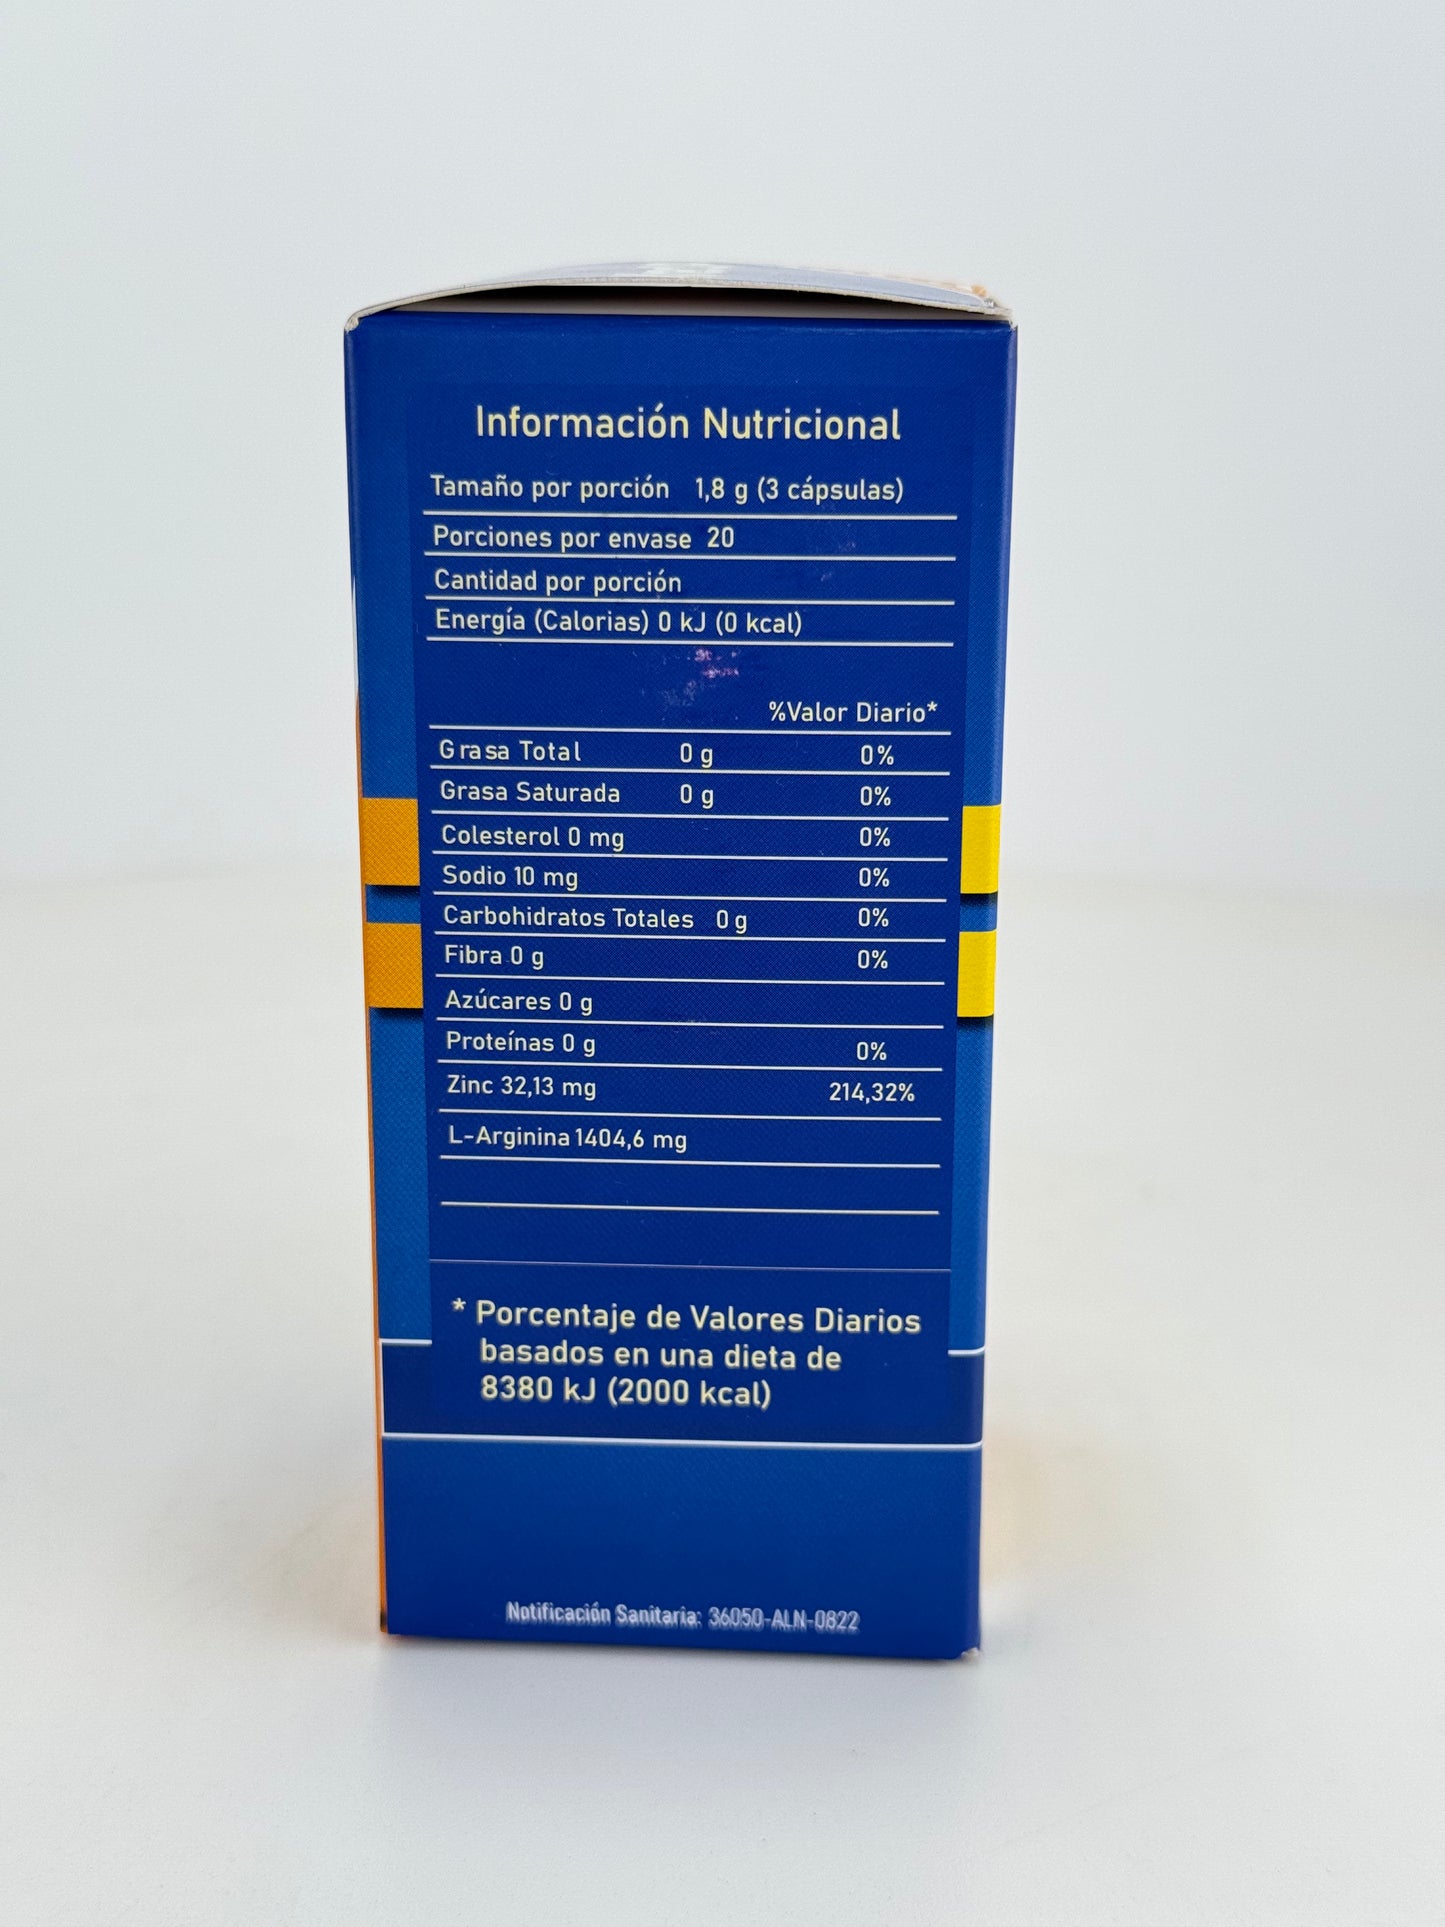 Información Nutricional
Tamaño por porción 1,8 g (3 cápsulas)
Porciones por envase 20
Cantidad por porción
Energía (Calorias) 0 kJ (0 kcal)
%Valor Diario*
Grasa Total 0 g 0%
Grasa Saturada 0 g 0%
Colesterol 0 mg 0%
Sodio 10 mg 0%
Carbohidratos Totales 0 g 0%
Fibra 0 g 0%
Azúcares 0 g
Proteínas 0 g 0%
Zinc 32,13 mg 214,32%
L-Arginina 1404,6 mg
* Porcentaje de Valores Diarios
basados en una dieta de
8380 kJ (2000 kcal)
Notificación Sanitaria: 36050-ALN-0822